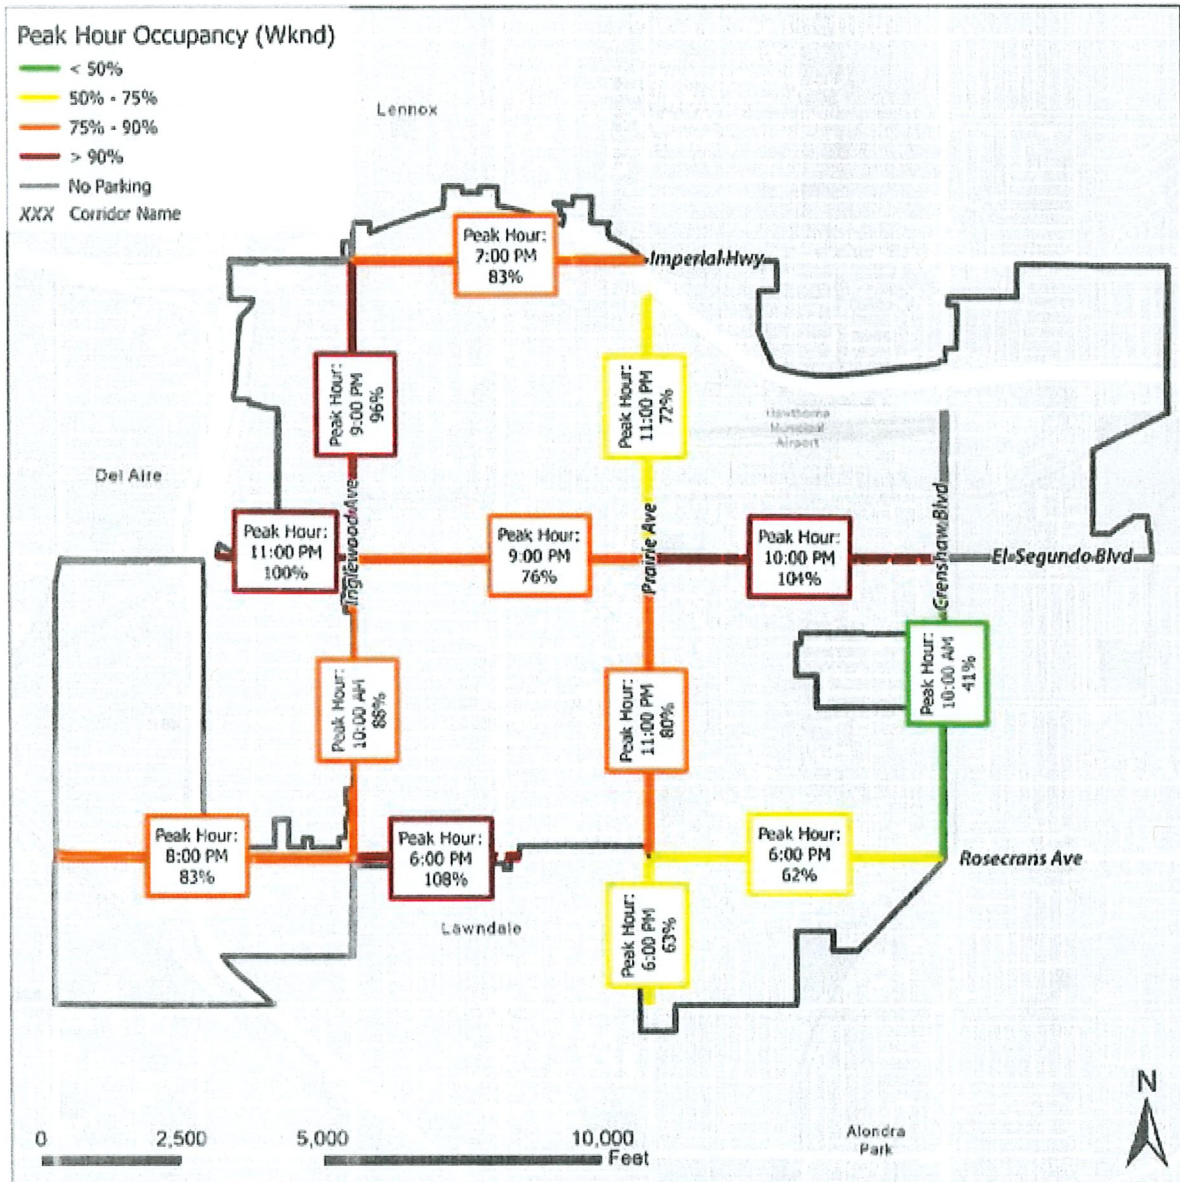 Peak Hour Occupancy (Wknd)
< 50%
50% - 75%
75% - 90%
> 90%
No Parking
XXX Corridor Name
Lennox
Peak Hour:
7:00 PM
83%
Imperial Hwy
Peak Hour:
9:00 PM
96%
Peak Hour:
11:00 PM
72%
Hawthorne
Municipal
Airport
Del Aire
Inglewood Ave
Prairie Ave
Crenshaw Blvd
Peak Hour:
11:00 PM
100%
Peak Hour:
9:00 PM
76%
Peak Hour:
10:00 PM
104%
El Segundo Blvd
Peak Hour:
10:00 AM
88%
Peak Hour:
11:00 PM
80%
Peak Hour:
10:00 AM
41%
Peak Hour:
8:00 PM
83%
Peak Hour:
6:00 PM
108%
Peak Hour:
6:00 PM
62%
Rosecrans Ave
Lawndale
Peak Hour:
6:00 PM
63%
N
0 2,500 5,000 10,000
Feet
Alondra
Park